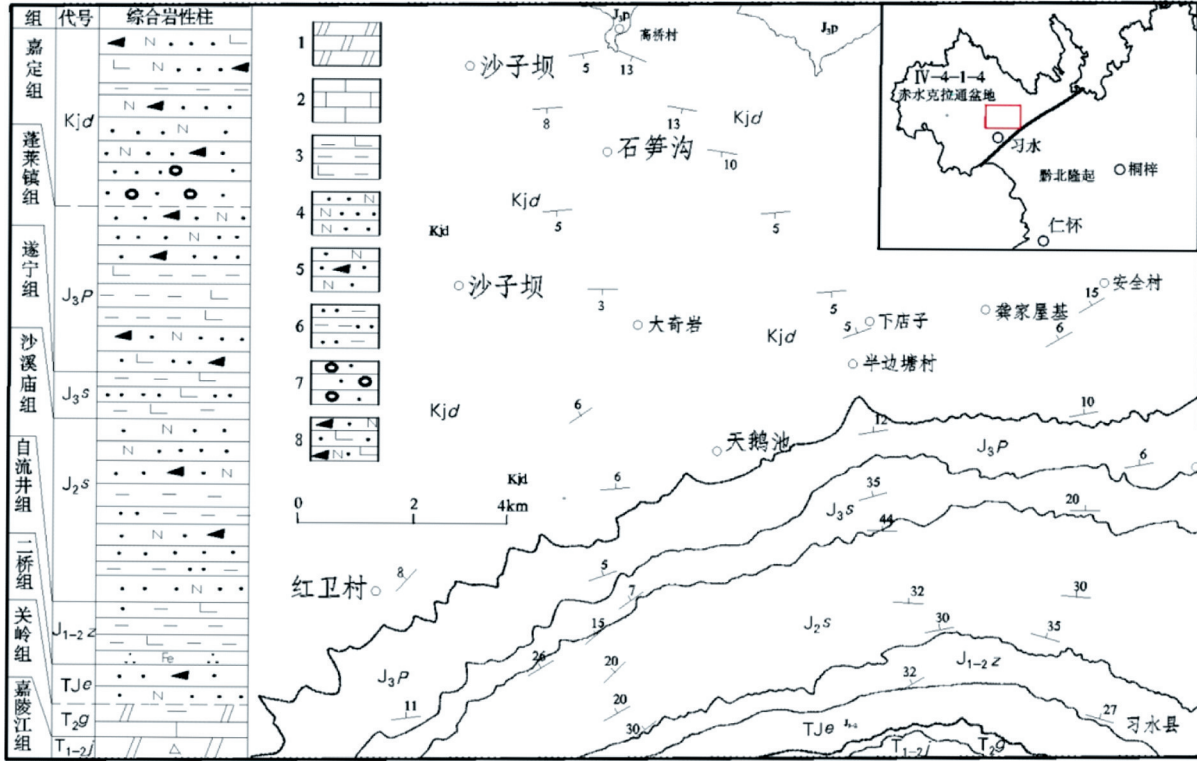 组 代号 综合岩性柱
嘉定组
蓬莱镇组
遂宁组
沙溪庙组
自流井组
二桥组
关岭组
嘉陵江组
Kjd
J₃P
J₃s
J₂s
J₁₋₂z
TJe
T₂g
T₁₋₂j
N
N
N
N
N
N
N
N
N
N
N
N
N
N
Fe
N
1
2
3
4
5
6
7
8
N
N
N
N
N
N
N
N
0 2 4km
J₃p
高桥村
5 13
J₃p
沙子坝
8 13 Kjd
石笋沟
10
Kjd
5 5
Kjd
沙子坝
3 5
大奇岩
Kjd
5
下店子
半边塘村
龚家屋基
安全村
15
6
Kjd
6
天鹅池
12
10
J₃P
6
Kjd
6
35
J₃s
44
20
红卫村
8
5
7
15
26
20
32
30
J₂s
30
35
J₃P
11
20
30
J₁₋₂z
32
27
习水县
TJe
T₁₋₂j
T₂g
IV-4-1-4
赤水克拉通盆地
习水
黔北隆起
桐梓
仁怀